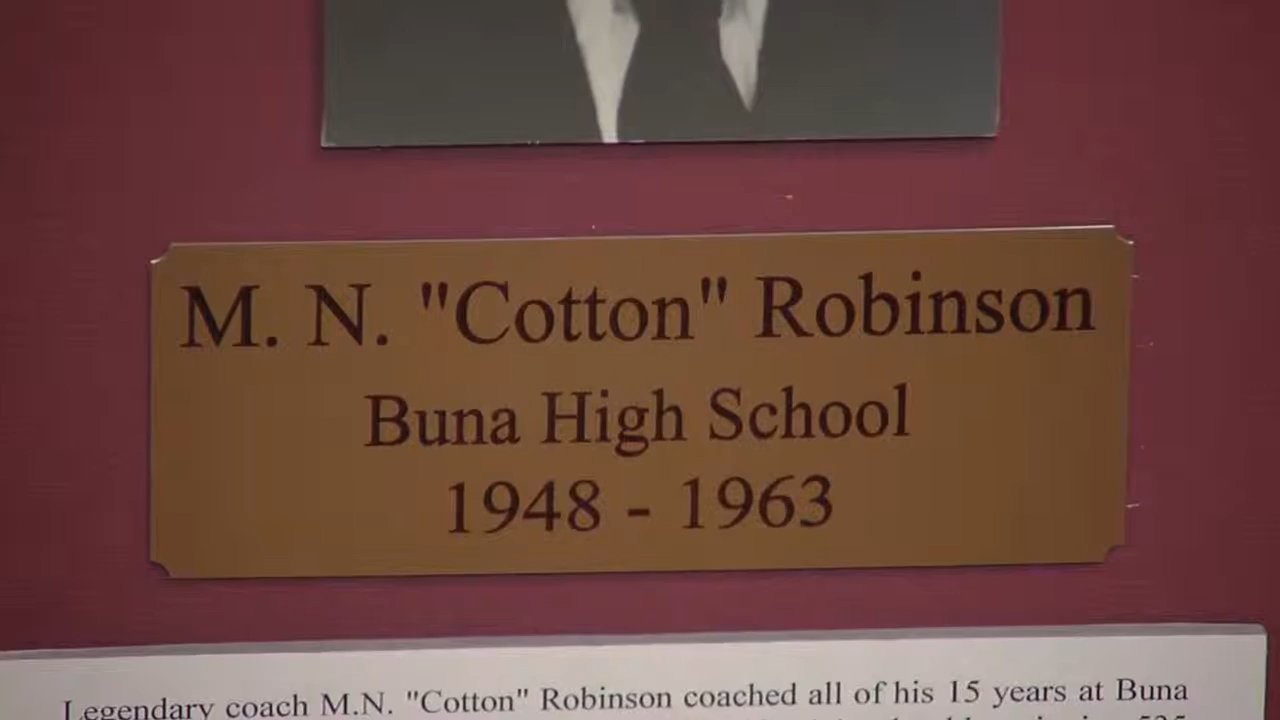 M. N. "Cotton" Robinson
Buna High School
1948 - 1963
Legendary coach M.N. "Cotton" Robinson coached all of his 15 years at Buna